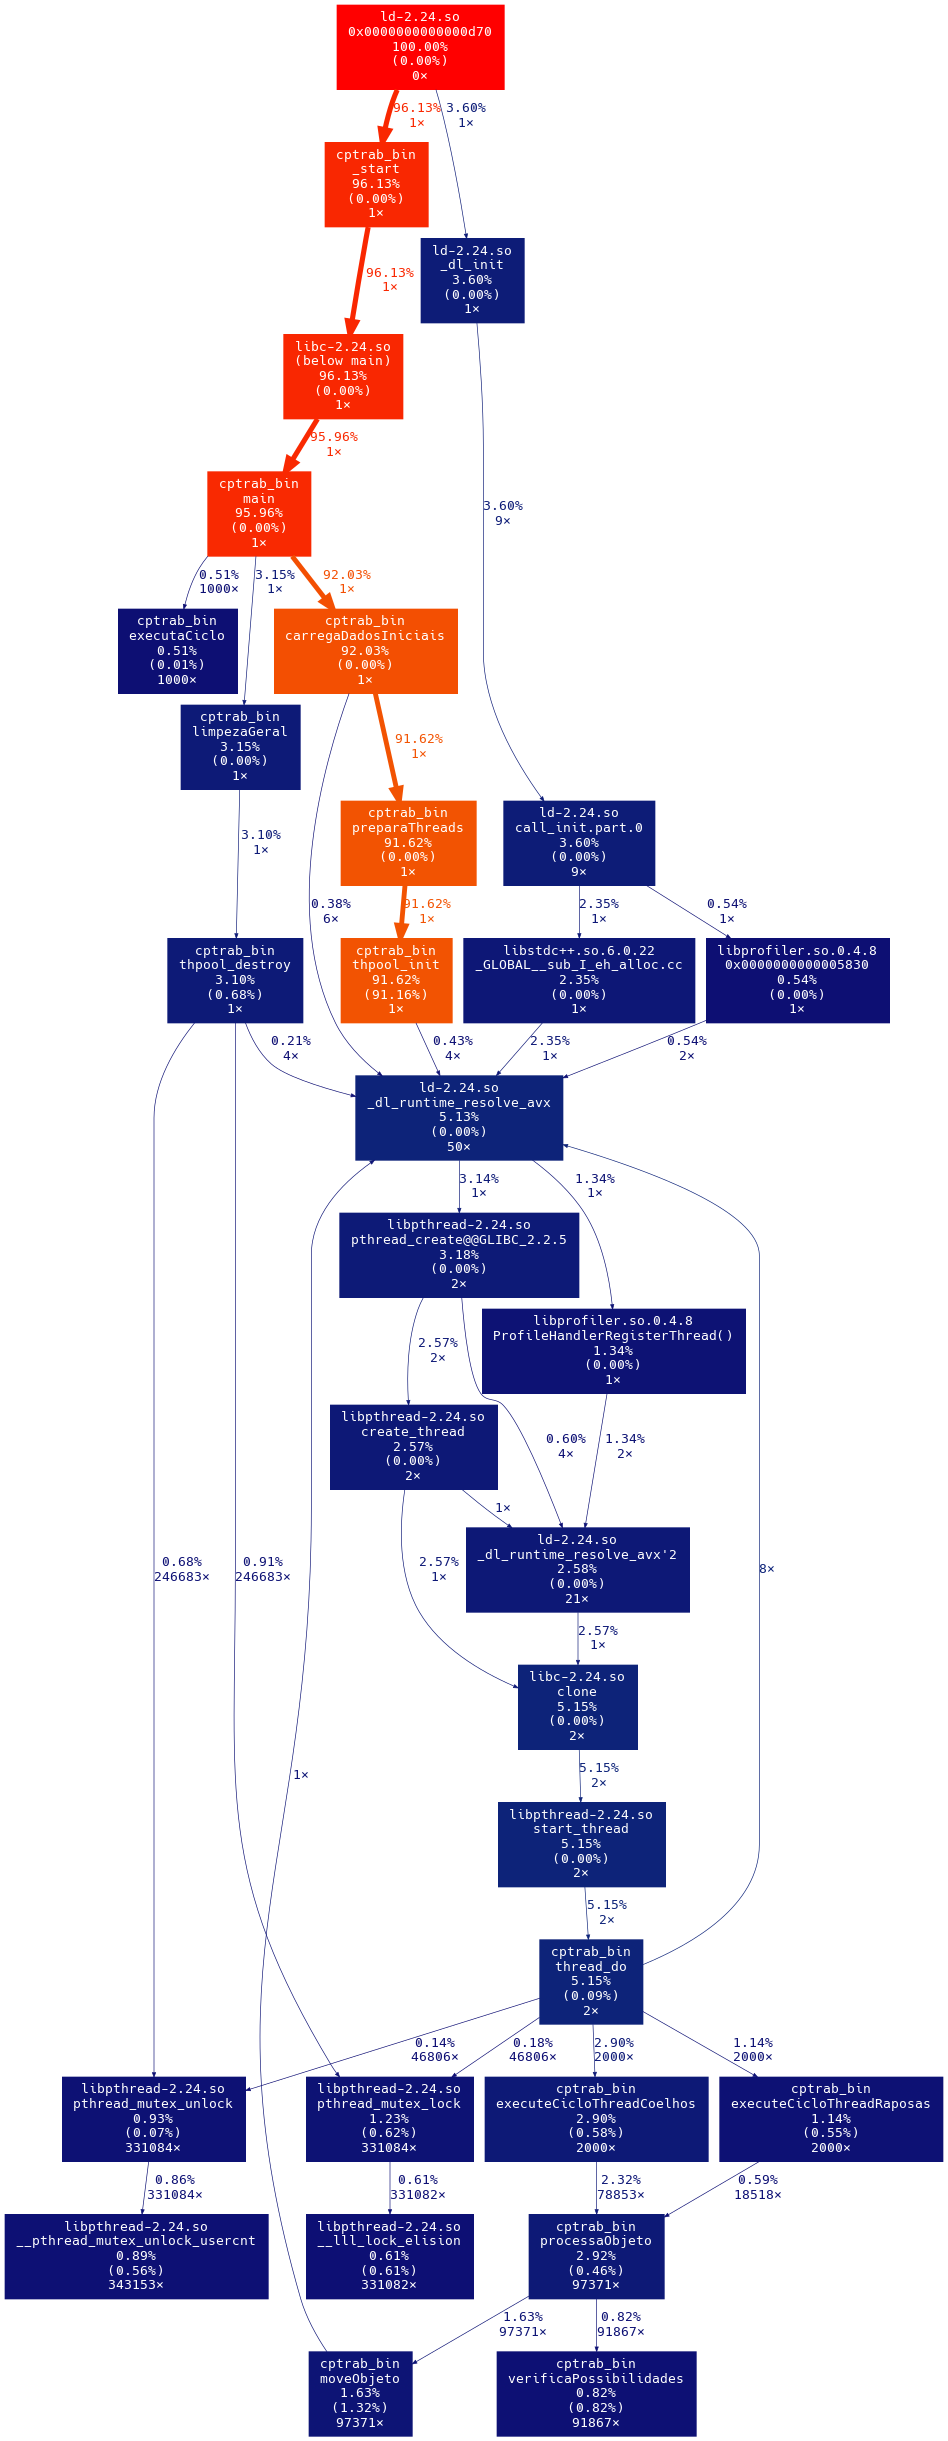 ld-2.24.so
0x0000000000000d70
100.00%
(0.00%)
0×
96.13%
1×
3.60%
1×
cptrab_bin
_start
96.13%
(0.00%)
1×
ld-2.24.so
_dl_init
3.60%
(0.00%)
1×
96.13%
1×
libc-2.24.so
(below main)
96.13%
(0.00%)
1×
95.96%
1×
cptrab_bin
main
95.96%
(0.00%)
1×
3.60%
9×
0.51%
1000×
3.15%
1×
92.03%
1×
cptrab_bin
executaCiclo
0.51%
(0.01%)
1000×
cptrab_bin
carregaDadosIniciais
92.03%
(0.00%)
1×
cptrab_bin
limpezaGeral
3.15%
(0.00%)
1×
91.62%
1×
3.10%
1×
cptrab_bin
preparaThreads
91.62%
(0.00%)
1×
ld-2.24.so
call_init.part.0
3.60%
(0.00%)
9×
0.38%
6×
91.62%
1×
2.35%
1×
0.54%
1×
cptrab_bin
thpool_destroy
3.10%
(0.68%)
1×
cptrab_bin
thpool_init
91.62%
(91.16%)
1×
libstdc++.so.6.0.22
_GLOBAL__sub_I_eh_alloc.cc
2.35%
(0.00%)
1×
libprofiler.so.0.4.8
0x0000000000005830
0.54%
(0.00%)
1×
0.21%
4×
0.43%
4×
2.35%
1×
0.54%
2×
ld-2.24.so
_dl_runtime_resolve_avx
5.13%
(0.00%)
50×
3.14%
1×
1.34%
1×
libpthread-2.24.so
pthread_create@@GLIBC_2.2.5
3.18%
(0.00%)
2×
libprofiler.so.0.4.8
ProfileHandlerRegisterThread()
1.34%
(0.00%)
1×
2.57%
2×
libpthread-2.24.so
create_thread
2.57%
(0.00%)
2×
0.60%
4×
1.34%
2×
1×
ld-2.24.so
_dl_runtime_resolve_avx'2
2.58%
(0.00%)
21×
0.68%
246683×
0.91%
246683×
2.57%
1×
8×
2.57%
1×
libc-2.24.so
clone
5.15%
(0.00%)
2×
1×
5.15%
2×
libpthread-2.24.so
start_thread
5.15%
(0.00%)
2×
5.15%
2×
cptrab_bin
thread_do
5.15%
(0.09%)
2×
0.14%
46806×
0.18%
46806×
2.90%
2000×
1.14%
2000×
libpthread-2.24.so
pthread_mutex_unlock
0.93%
(0.07%)
331084×
libpthread-2.24.so
pthread_mutex_lock
1.23%
(0.62%)
331084×
cptrab_bin
executeCicloThreadCoelhos
2.90%
(0.58%)
2000×
cptrab_bin
executeCicloThreadRaposas
1.14%
(0.55%)
2000×
0.86%
331084×
0.61%
331082×
2.32%
78853×
0.59%
18518×
libpthread-2.24.so
__pthread_mutex_unlock_usercnt
0.89%
(0.56%)
343153×
libpthread-2.24.so
__lll_lock_elision
0.61%
(0.61%)
331082×
cptrab_bin
processaObjeto
2.92%
(0.46%)
97371×
1.63%
97371×
0.82%
91867×
cptrab_bin
moveObjeto
1.63%
(1.32%)
97371×
cptrab_bin
verificaPossibilidades
0.82%
(0.82%)
91867×